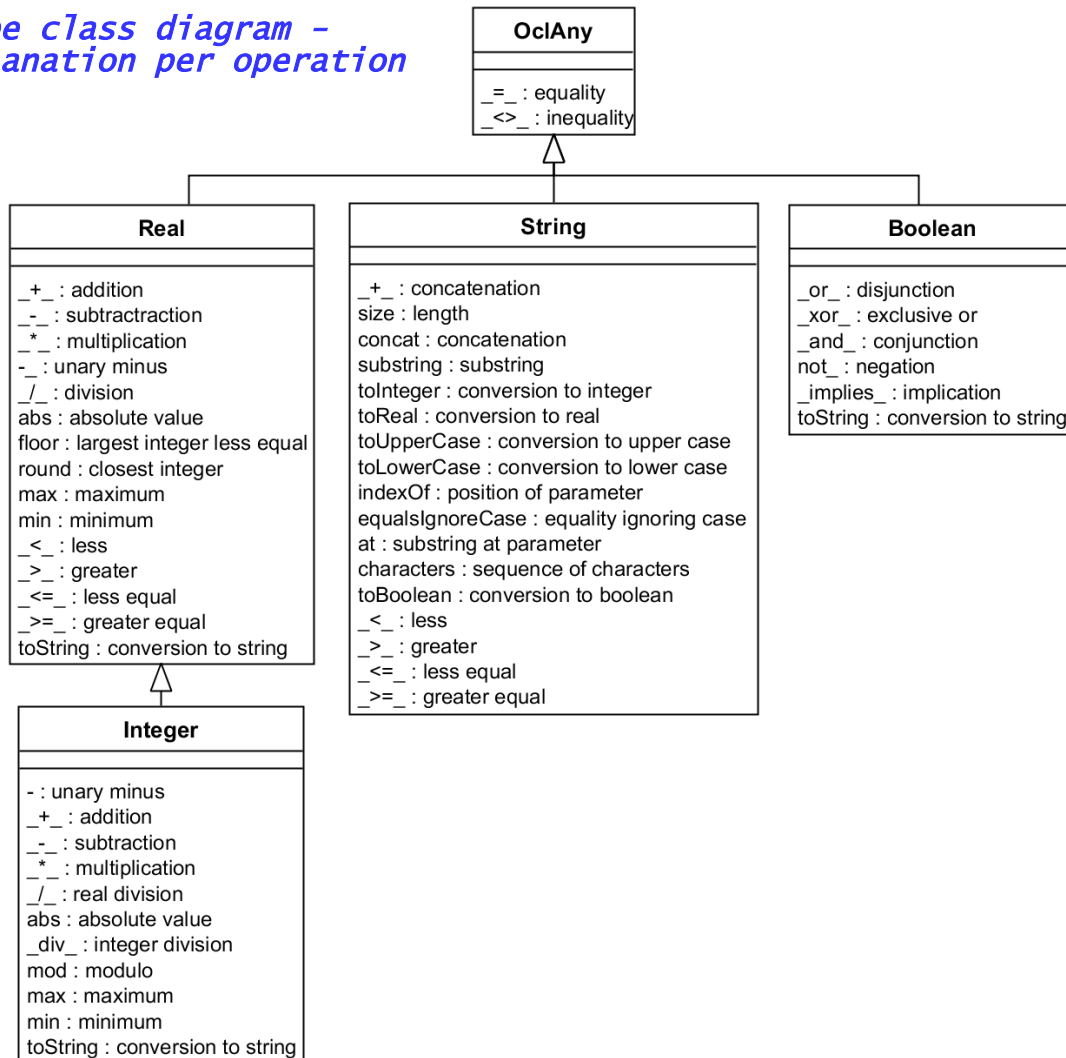 class diagram –
per operation
OclAny
_=_ : equality
_<>_ : inequality
Real
_+_ : addition
_-_ : subtractraction
_*_ : multiplication
-_ : unary minus
_/_ : division
abs : absolute value
floor : largest integer less equal
round : closest integer
max : maximum
min : minimum
_<_ : less
_>_ : greater
_<=_ : less equal
_>=_ : greater equal
toString : conversion to string
String
_+_ : concatenation
size : length
concat : concatenation
substring : substring
toInteger : conversion to integer
toReal : conversion to real
toUpperCase : conversion to upper case
toLowerCase : conversion to lower case
indexOf : position of parameter
equalsIgnoreCase : equality ignoring case
at : substring at parameter
characters : sequence of characters
toBoolean : conversion to boolean
_<_ : less
_>_ : greater
_<=_ : less equal
_>=_ : greater equal
Boolean
_or_ : disjunction
_xor_ : exclusive or
_and_ : conjunction
not_ : negation
_implies_ : implication
toString : conversion to string
Integer
- : unary minus
_+_ : addition
_-_ : subtraction
_*_ : multiplication
_/_ : real division
abs : absolute value
_div_ : integer division
mod : modulo
max : maximum
min : minimum
toString : conversion to string